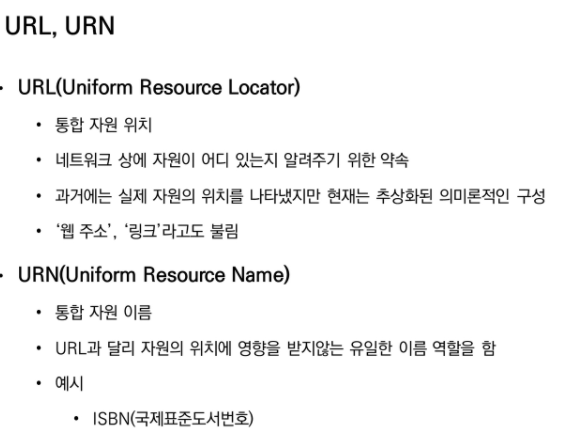 URL, URN
• URL(Uniform Resource Locator)
• 통합 자원 위치
• 네트워크 상에 자원이 어디 있는지 알려주기 위한 약속
• 과거에는 실제 자원의 위치를 나타냈지만 현재는 추상화된 의미론적인 구성
• ‘웹 주소’, ‘링크’라고도 불림
• URN(Uniform Resource Name)
• 통합 자원 이름
• URL과 달리 자원의 위치에 영향을 받지않는 유일한 이름 역할을 함
• 예시
• ISBN(국제표준도서번호)